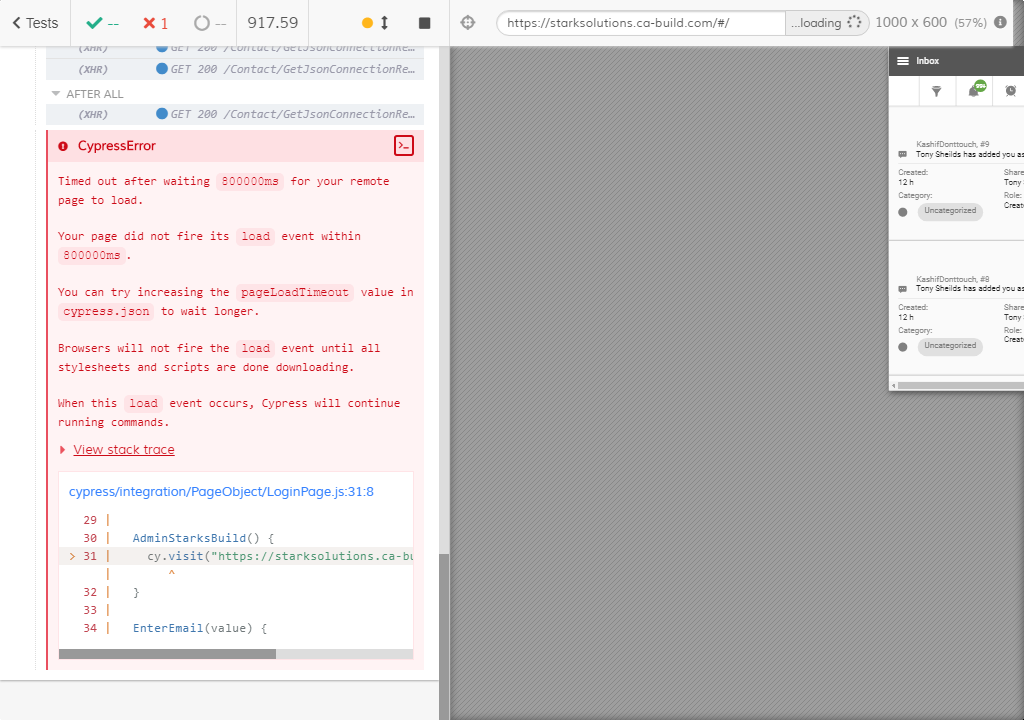 Tests
--
1
--
917.59
https://starksolutions.ca-build.com/#/
...loading
1000 x 600 (57%)
(XHR) GET 200 /Contact/GetJsonConnectionRe...
(XHR) GET 200 /Contact/GetJsonConnectionRe...
AFTER ALL
(XHR) GET 200 /Contact/GetJsonConnectionRe...
CypressError
Timed out after waiting 800000ms for your remote
page to load.
Your page did not fire its load event within
800000ms.
You can try increasing the pageLoadTimeout value in
cypress.json to wait longer.
Browsers will not fire the load event until all
stylesheets and scripts are done downloading.
When this load event occurs, Cypress will continue
running commands.
View stack trace
cypress/integration/PageObject/LoginPage.js:31:8
29 |
30 | AdminStarksBuild() {
> 31 | cy.visit("https://starksolutions.ca-bu
| ^
32 | }
33 |
34 | EnterEmail(value) {
Inbox
KashifDonttouch, #9
Tony Sheilds has added you as
Created: Share
12 h Tony
Category: Role:
Uncategorized Creat
KashifDonttouch, #8
Tony Sheilds has added you as
Created: Share
12 h Tony
Category: Role:
Uncategorized Creat